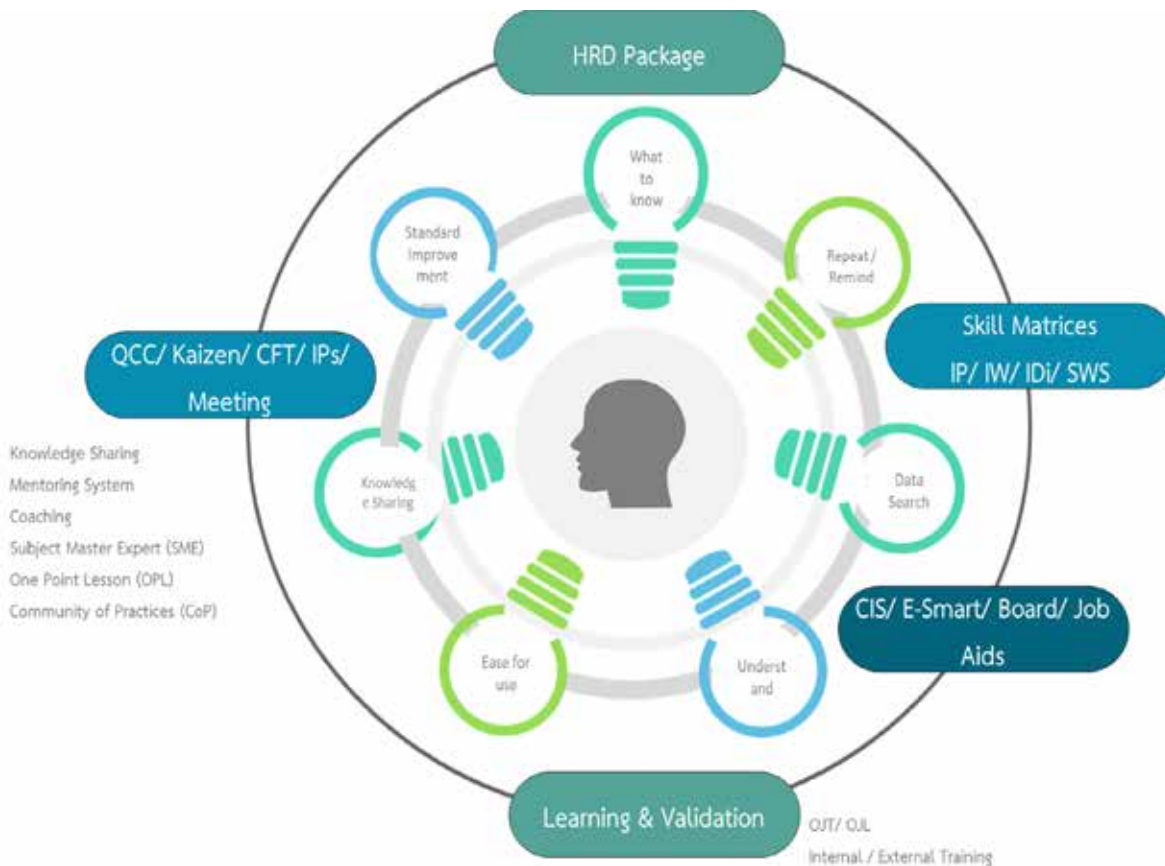 HRD Package
What
to
know
Standard
Improve
ment
Repeat /
Remind
QCC/ Kaizen/ CFT/ IPs/
Meeting
Skill Matrices
IP/ IW/ IDi/ SWS
Knowledge Sharing
Mentoring System
Coaching
Subject Master Expert (SME)
One Point Lesson (OPL)
Community of Practices (CoP)
Knowledg
e Sharing
Data
Search
CIS/ E-Smart/ Board/ Job
Aids
Ease for
use
Underst
and
Learning & Validation
OJT/ OJL
Internal / External Training